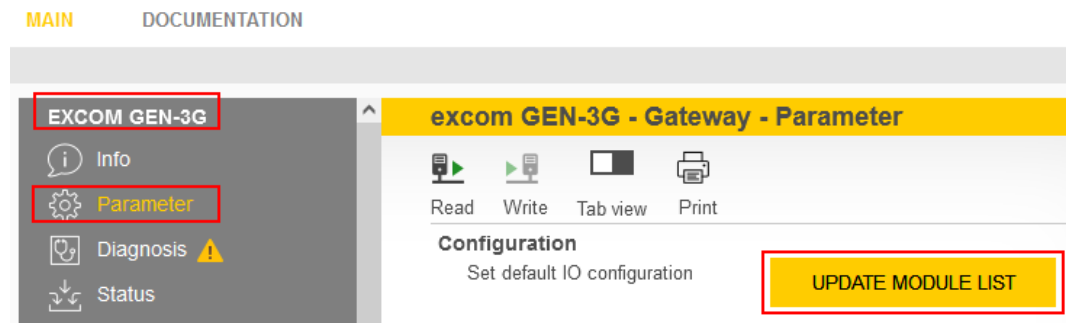 MAIN DOCUMENTATION
EXCOM GEN-3G
Info
Parameter
Diagnosis
Status
excom GEN-3G - Gateway - Parameter
Read Write Tab view Print
Configuration
Set default IO configuration
UPDATE MODULE LIST